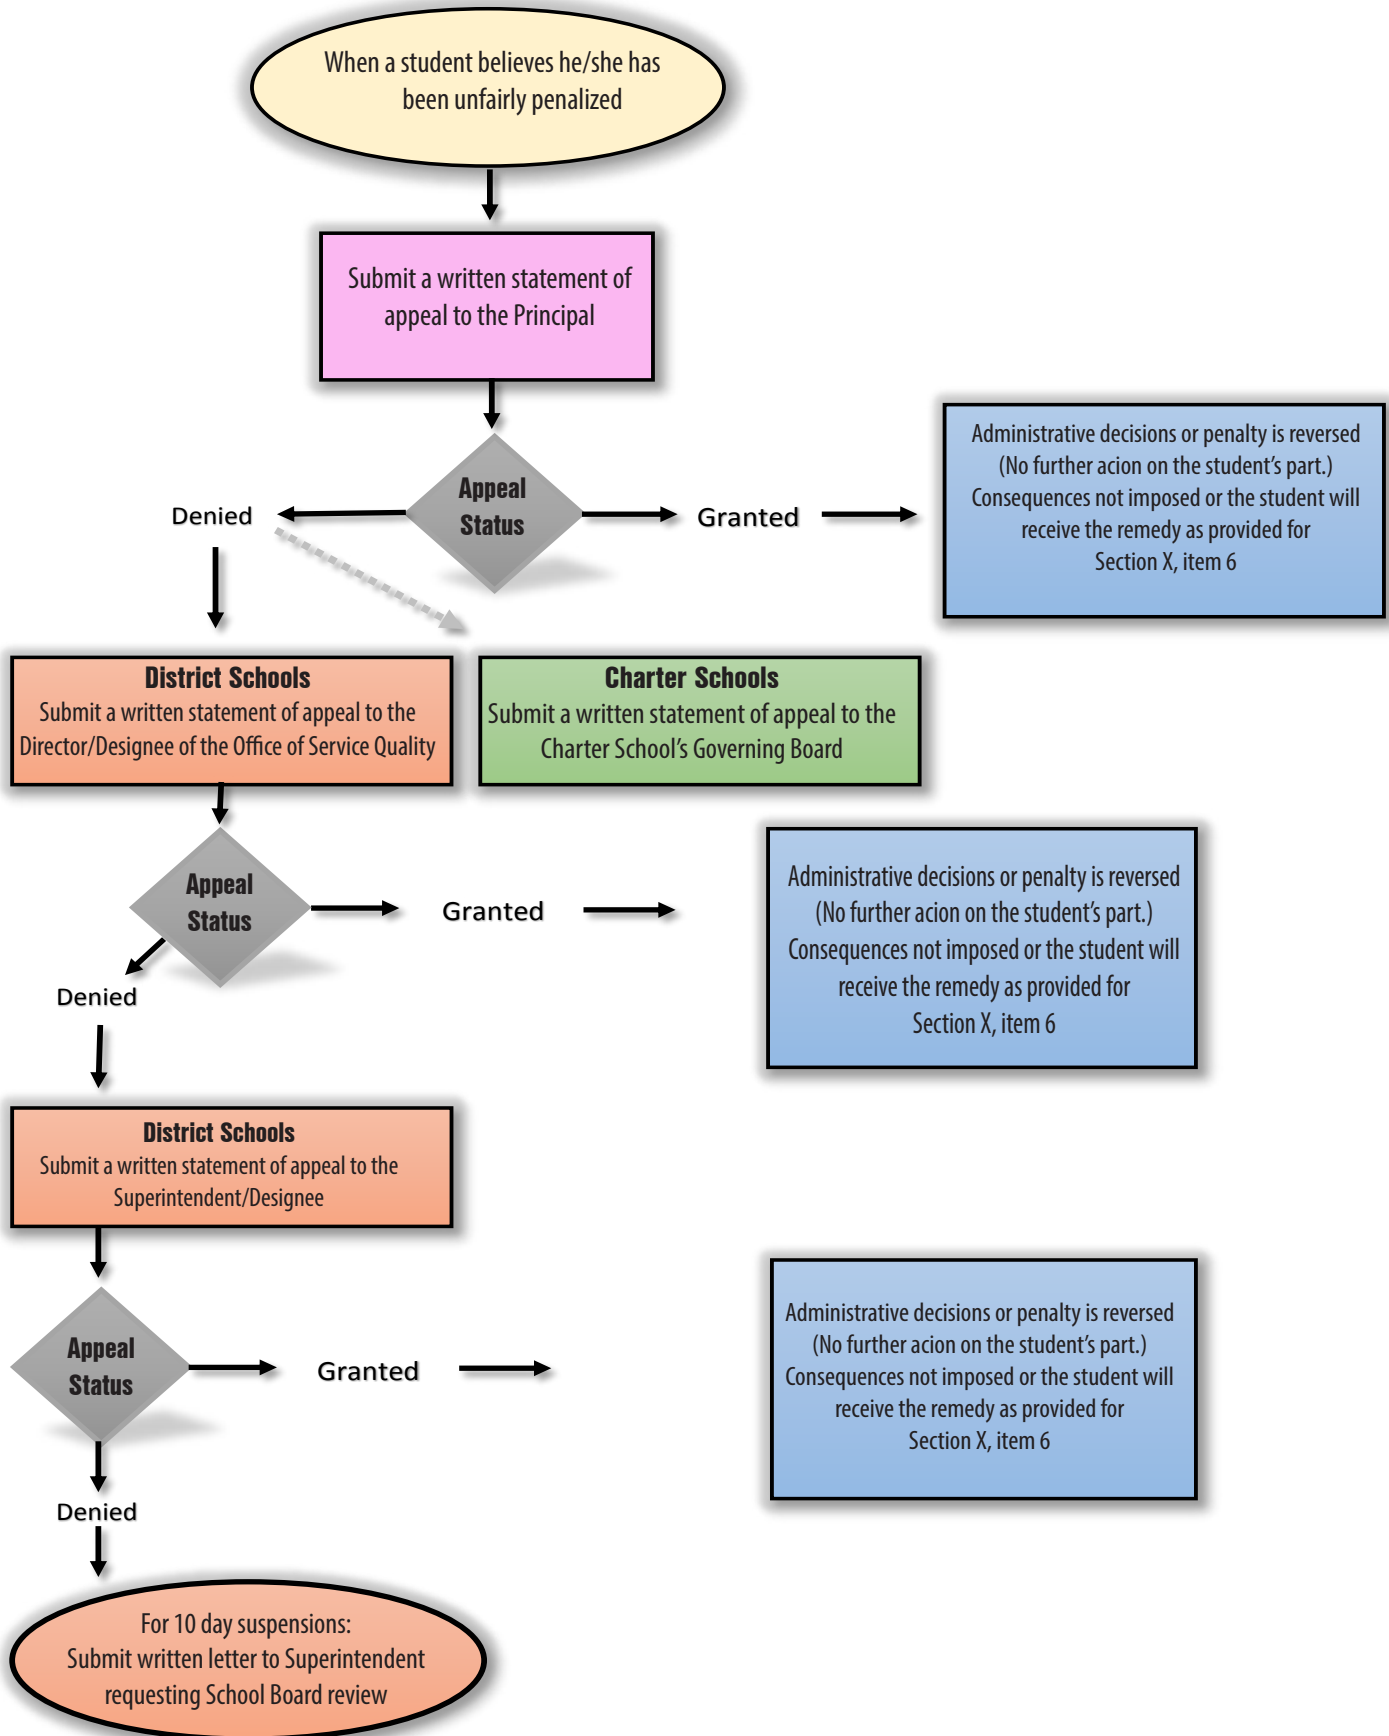 When a student believes he/she has
been unfairly penalized
Submit a written statement of
appeal to the Principal
Appeal
Status
Denied
Granted
Administrative decisions or penalty is reversed
(No further acion on the student's part.)
Consequences not imposed or the student will
receive the remedy as provided for
Section X, item 6
District Schools
Submit a written statement of appeal to the
Director/Designee of the Office of Service Quality
Charter Schools
Submit a written statement of appeal to the
Charter School's Governing Board
Appeal
Status
Granted
Denied
Administrative decisions or penalty is reversed
(No further acion on the student's part.)
Consequences not imposed or the student will
receive the remedy as provided for
Section X, item 6
District Schools
Submit a written statement of appeal to the
Superintendent/Designee
Appeal
Status
Granted
Administrative decisions or penalty is reversed
(No further acion on the student's part.)
Consequences not imposed or the student will
receive the remedy as provided for
Section X, item 6
Denied
For 10 day suspensions:
Submit written letter to Superintendent
requesting School Board review